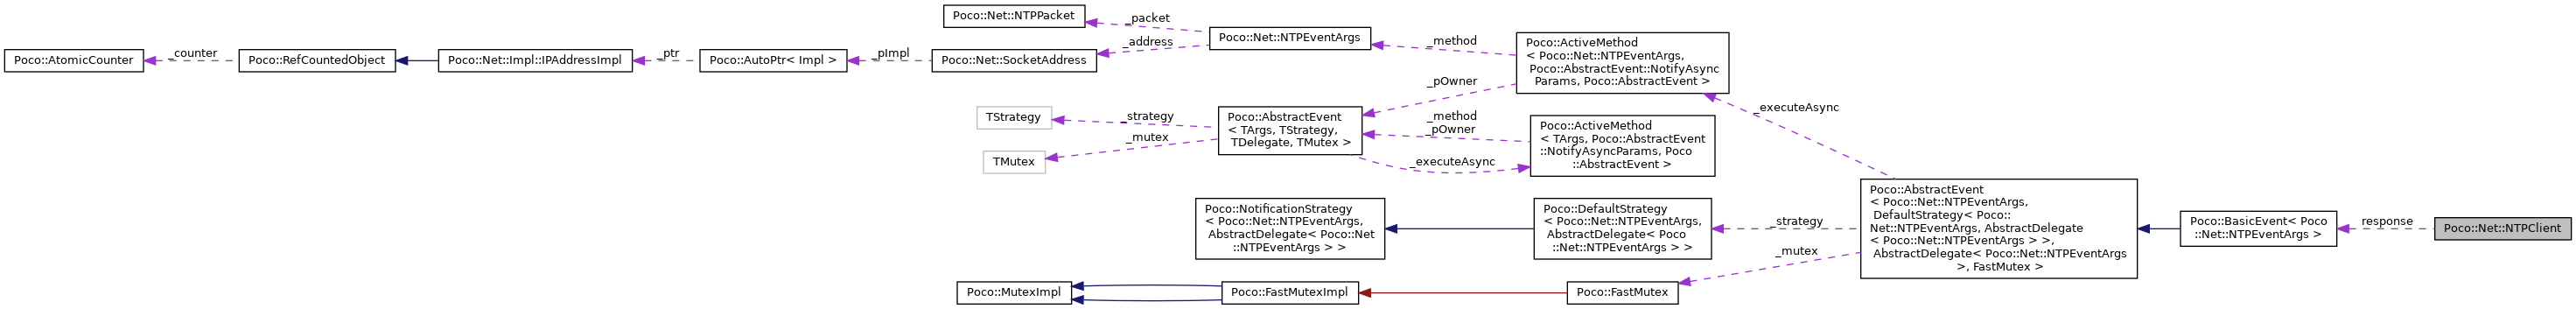 Poco::AtomicCounter
_counter
Poco::RefCountedObject
Poco::Net::Impl::IPAddressImpl
_ptr
Poco::AutoPtr< Impl >
_pImpl
Poco::Net::NTPPacket
_packet
Poco::Net::SocketAddress
_address
Poco::Net::NTPEventArgs
_method
Poco::ActiveMethod
< Poco::Net::NTPEventArgs,
Poco::AbstractEvent::NotifyAsync
Params, Poco::AbstractEvent >
_pOwner
TStrategy
_strategy
TMutex
_mutex
Poco::AbstractEvent
< TArgs, TStrategy,
TDelegate, TMutex >
_method
_pOwner
_executeAsync
Poco::ActiveMethod
< TArgs, Poco::AbstractEvent
::NotifyAsyncParams, Poco
::AbstractEvent >
_executeAsync
Poco::NotificationStrategy
< Poco::Net::NTPEventArgs,
AbstractDelegate< Poco::Net
::NTPEventArgs > >
Poco::DefaultStrategy
< Poco::Net::NTPEventArgs,
AbstractDelegate< Poco
::Net::NTPEventArgs > >
_strategy
Poco::MutexImpl
Poco::FastMutexImpl
Poco::FastMutex
_mutex
Poco::AbstractEvent
< Poco::Net::NTPEventArgs,
DefaultStrategy< Poco::
Net::NTPEventArgs, AbstractDelegate
< Poco::Net::NTPEventArgs > >,
AbstractDelegate< Poco::Net::NTPEventArgs
>, FastMutex >
Poco::BasicEvent< Poco
::Net::NTPEventArgs >
response
Poco::Net::NTPClient